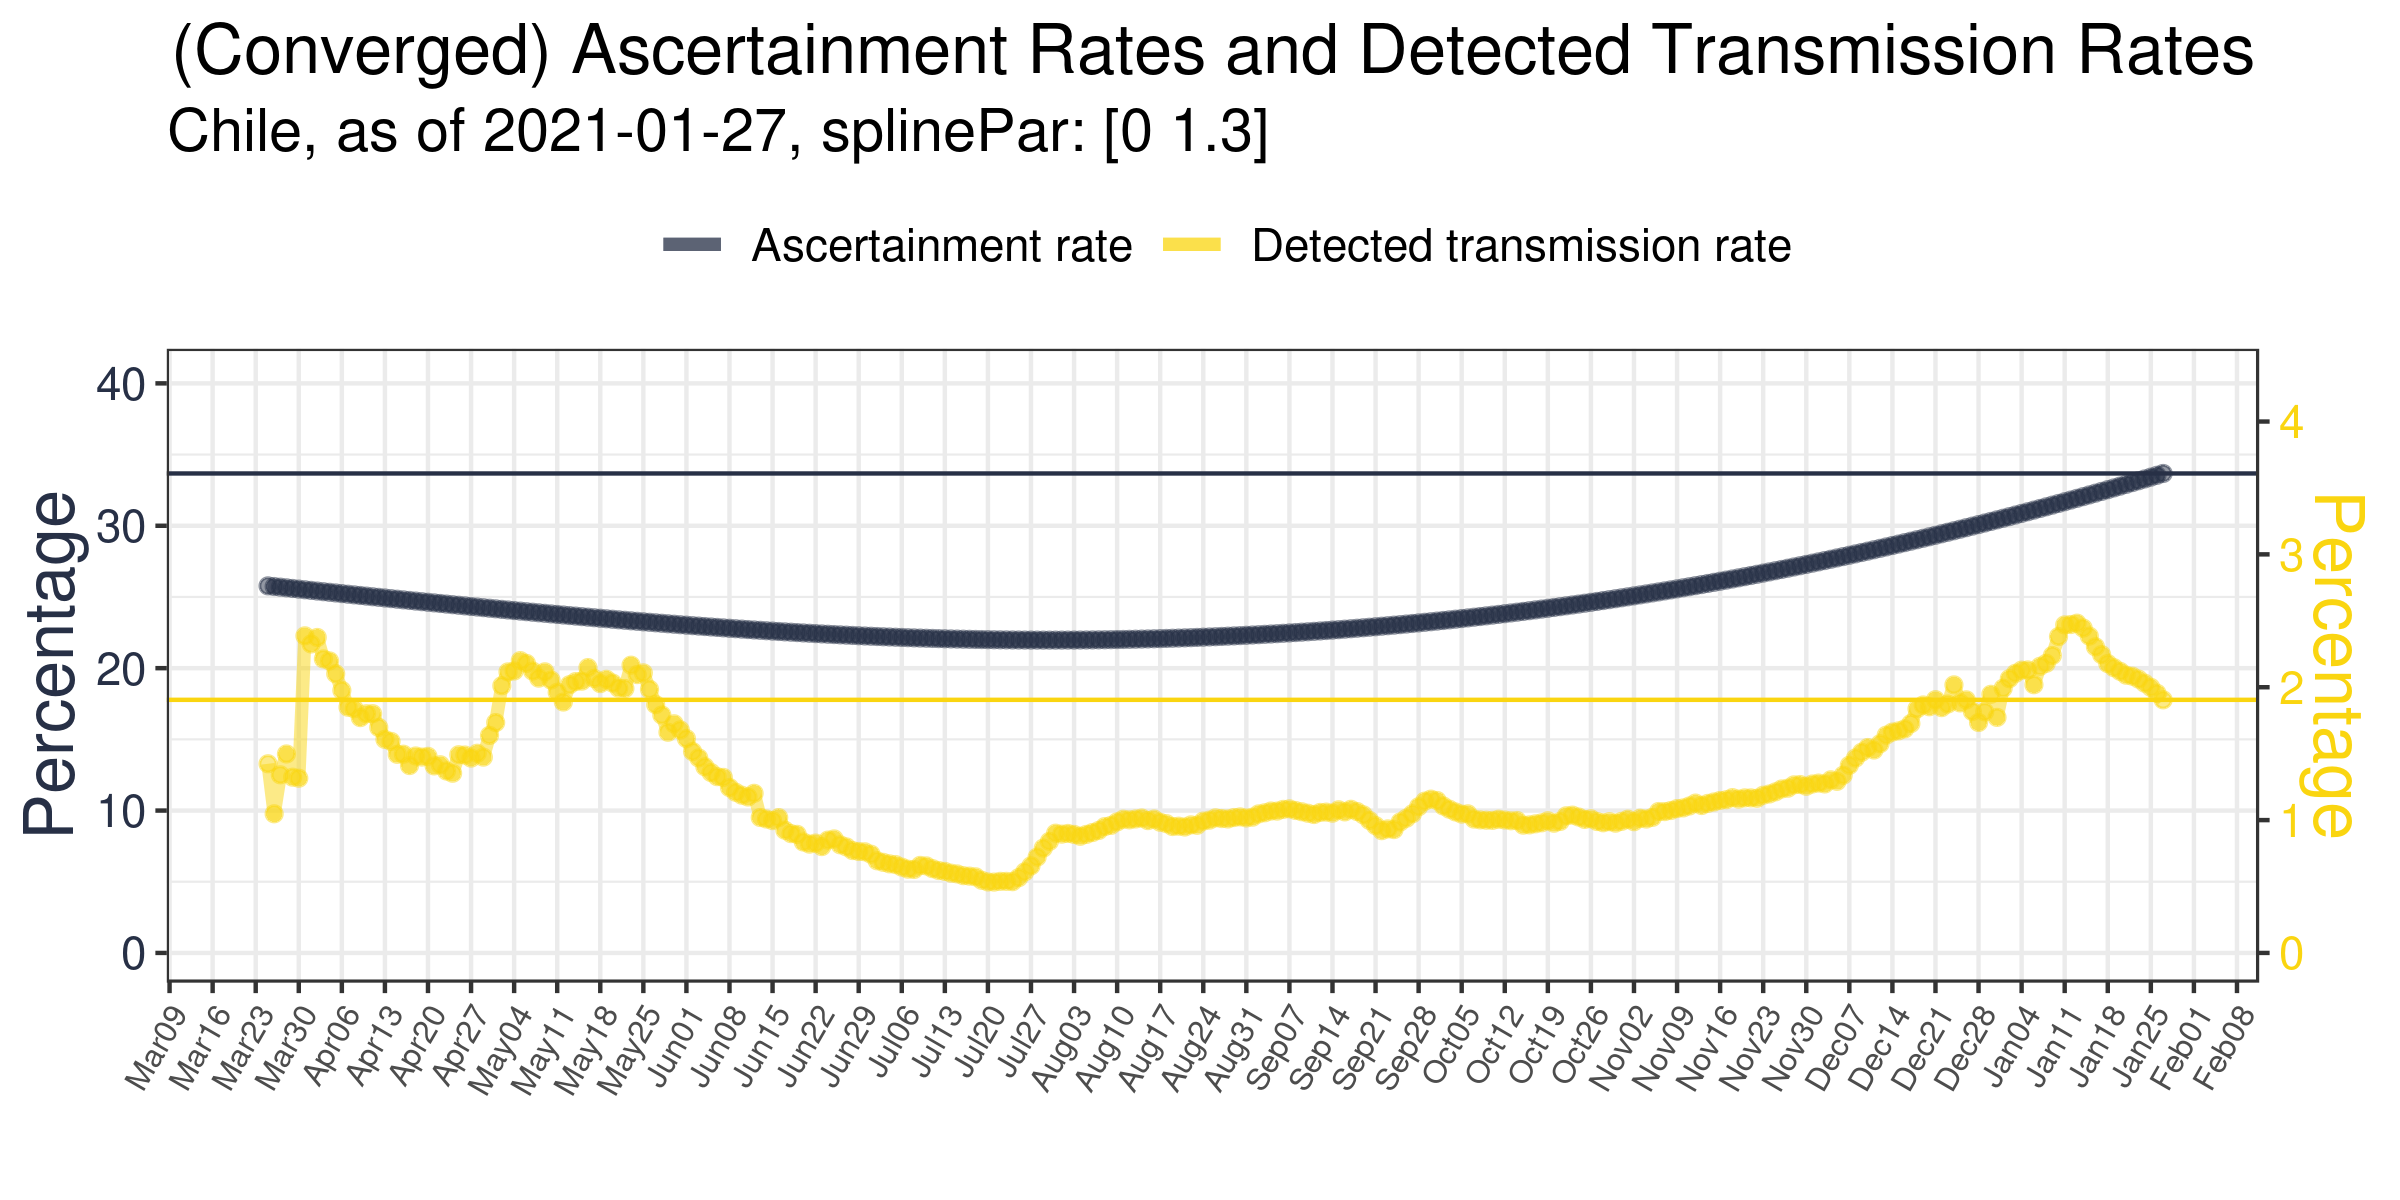 (Converged) Ascertainment Rates and Detected Transmission Rates
Chile, as of 2021-01-27, splinePar: [0 1.3]
Ascertainment rate
Detected transmission rate
Percentage
40
30
20
10
0
4
3
2
1
0
Percentage
Mar09
Mar16
Mar23
Mar30
Apr06
Apr13
Apr20
Apr27
May04
May11
May18
May25
Jun01
Jun08
Jun15
Jun22
Jun29
Jul06
Jul13
Jul20
Jul27
Aug03
Aug10
Aug17
Aug24
Aug31
Sep07
Sep14
Sep21
Sep28
Oct05
Oct12
Oct19
Oct26
Nov02
Nov09
Nov16
Nov23
Nov30
Dec07
Dec14
Dec21
Dec28
Jan04
Jan11
Jan18
Jan25
Feb01
Feb08